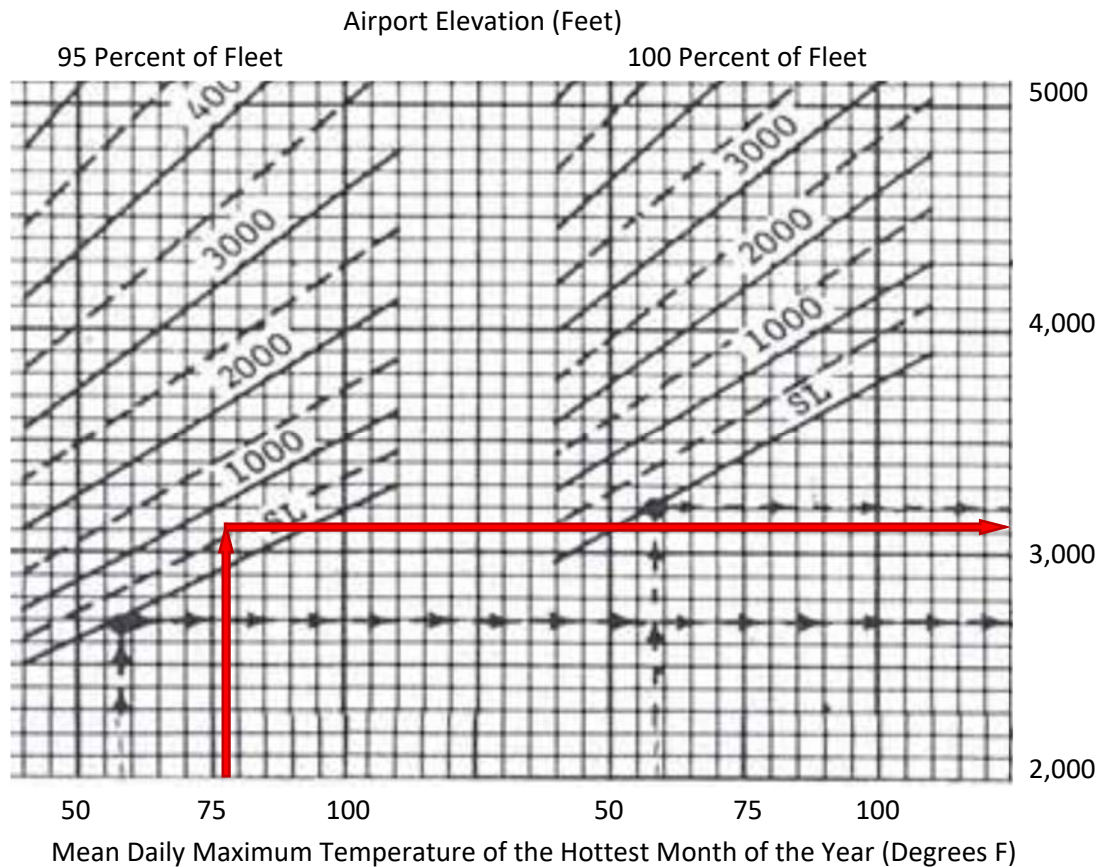 Airport Elevation (Feet)
95 Percent of Fleet
100 Percent of Fleet
400
3000
2000
1000
SL
3000
2000
1000
SL
5000
4,000
3,000
2,000
50 75 100 50 75 100
Mean Daily Maximum Temperature of the Hottest Month of the Year (Degrees F)